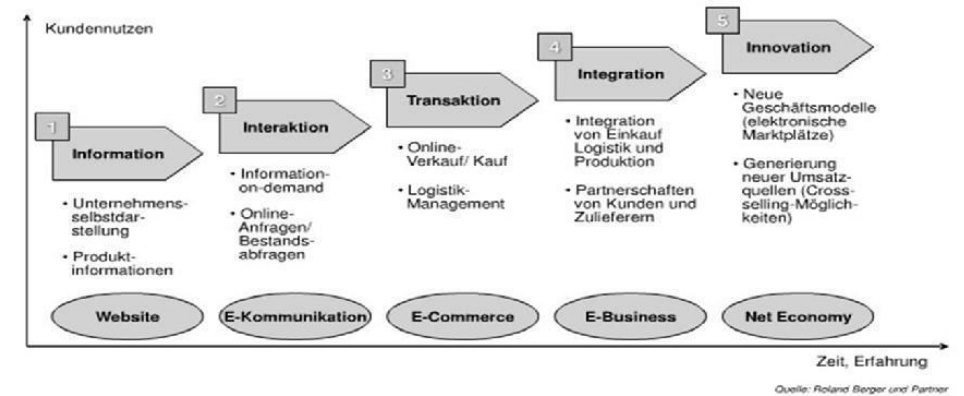 Kundennutzen
1
Information
• Unternehmens-
selbstdar-
stellung
• Produkt-
informationen
Website
2
Interaktion
• Information-
on-demand
• Online-
Anfragen/
Bestands-
abfragen
E-Kommunikation
3
Transaktion
• Online-
Verkauf/ Kauf
• Logistik-
Management
E-Commerce
4
Integration
• Integration
von Einkauf
Logistik und
Produktion
• Partnerschaften
von Kunden und
Zulieferern
E-Business
5
Innovation
• Neue
Geschäftsmodelle
(elektronische
Marktplätze)
• Generierung
neuer Umsatz-
quellen (Cross-
selling-Möglich-
keiten)
Net Economy
Zeit, Erfahrung
Quelle: Roland Berger und Partner